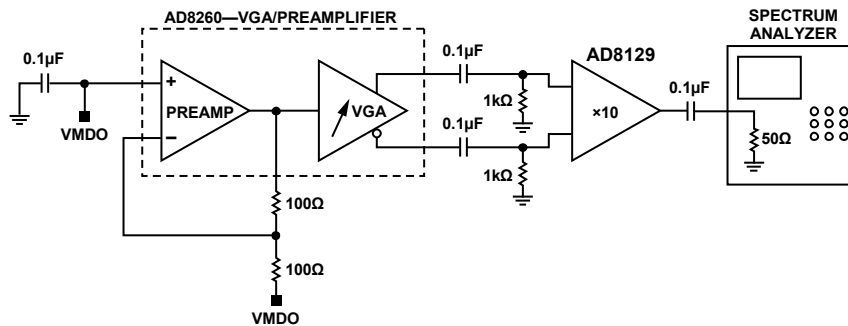 AD8260—VGA/PREAMPLIFIER
SPECTRUM
ANALYZER
0.1µF
VMDO
+
PREAMP
–
VGA
0.1µF
1kΩ
0.1µF
1kΩ
AD8129
×10
0.1µF
50Ω
100Ω
100Ω
VMDO